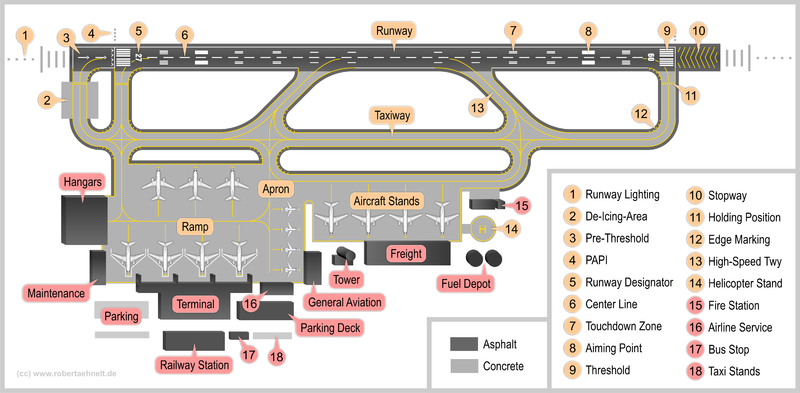 1
3
4
5
6
Runway
7
8
9
10
27
09
2
13
11
Taxiway
12
Hangars
Apron
Aircraft Stands
15
Ramp
H
14
Freight
Tower
Fuel Depot
Maintenance
Terminal
16
General Aviation
Parking
Parking Deck
Railway Station
17
18
(cc) www.robertaehnelt.de
Asphalt
Concrete
1 Runway Lighting
2 De-Icing-Area
3 Pre-Threshold
4 PAPI
5 Runway Designator
6 Center Line
7 Touchdown Zone
8 Aiming Point
9 Threshold
10 Stopway
11 Holding Position
12 Edge Marking
13 High-Speed Twy
14 Helicopter Stand
15 Fire Station
16 Airline Service
17 Bus Stop
18 Taxi Stands